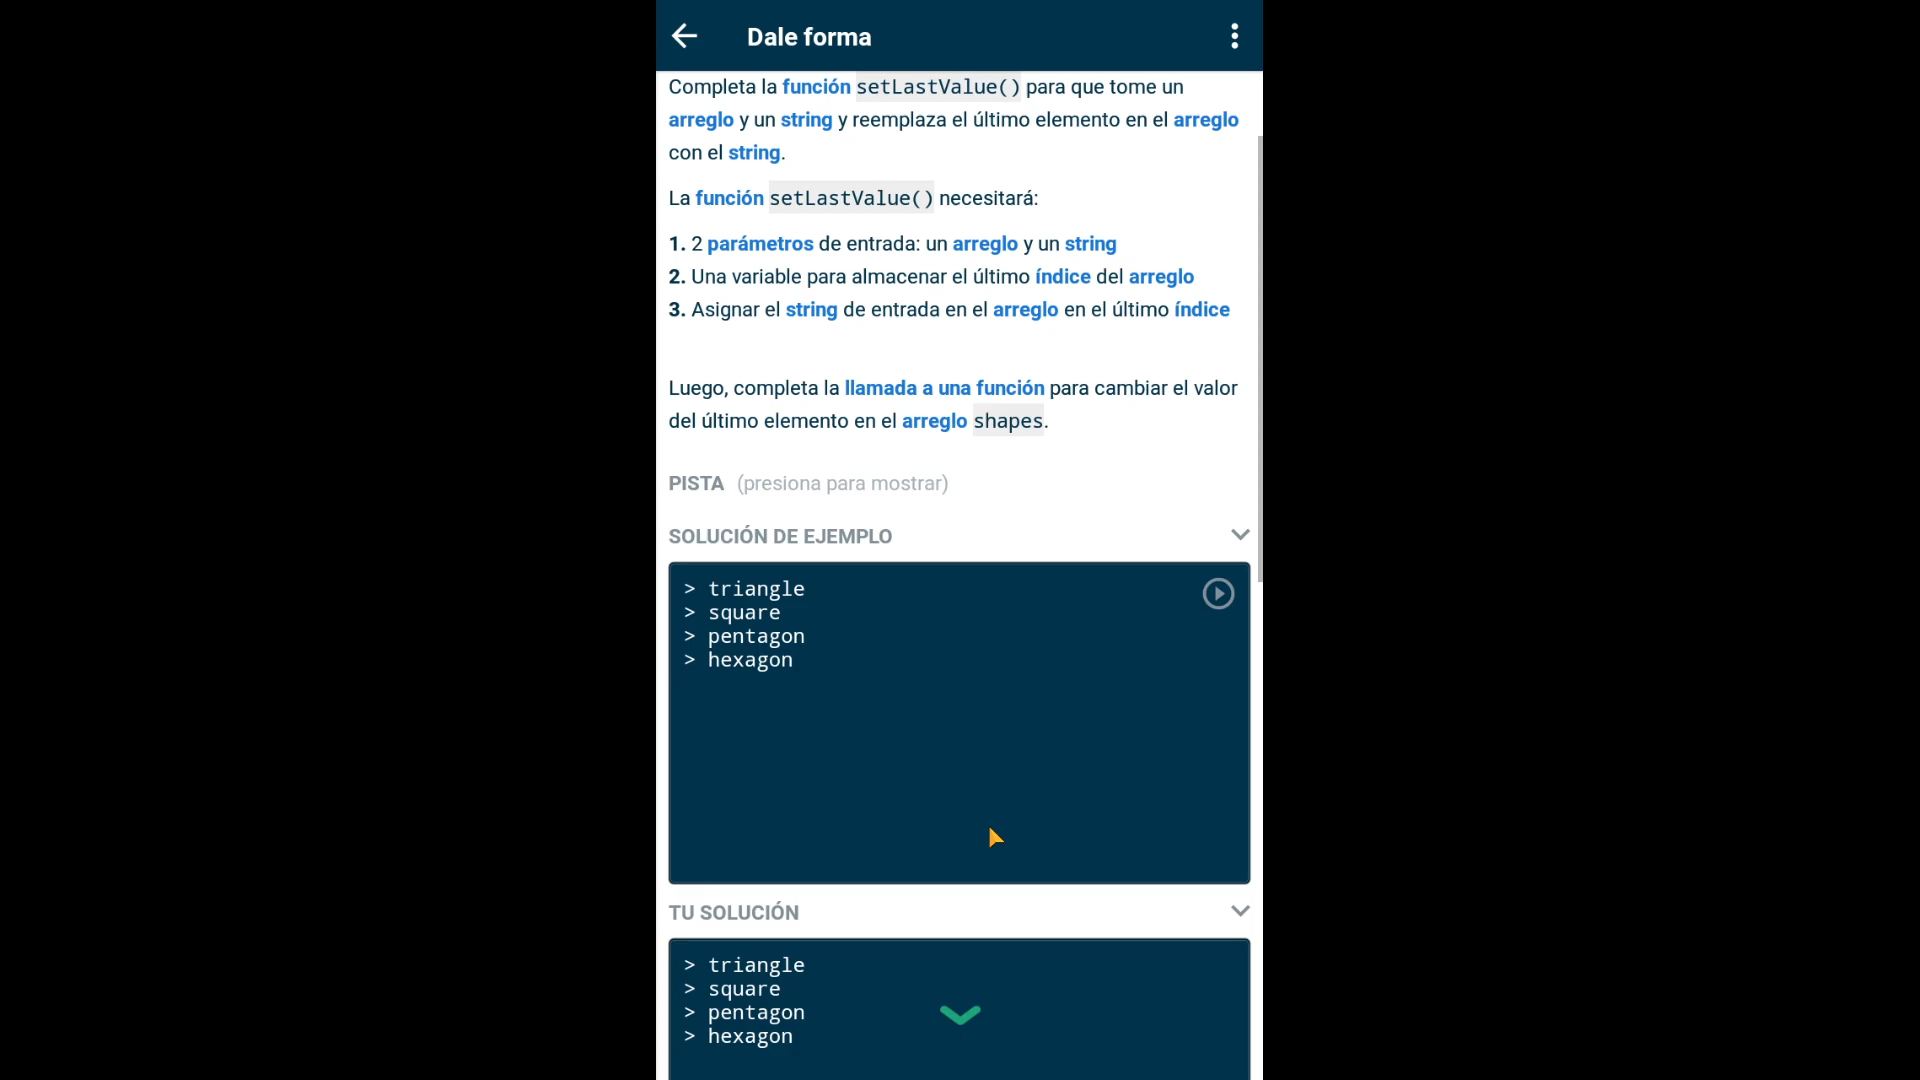 Dale forma
Completa la función setLastValue() para que tome un
arreglo y un string y reemplaza el último elemento en el arreglo
con el string.
La función setLastValue() necesitará:
1. 2 parámetros de entrada: un arreglo y un string
2. Una variable para almacenar el último índice del arreglo
3. Asignar el string de entrada en el arreglo en el último índice
Luego, completa la llamada a una función para cambiar el valor
del último elemento en el arreglo shapes.
PISTA (presiona para mostrar)
SOLUCIÓN DE EJEMPLO
> triangle
> square
> pentagon
> hexagon
TU SOLUCIÓN
> triangle
> square
> pentagon
> hexagon